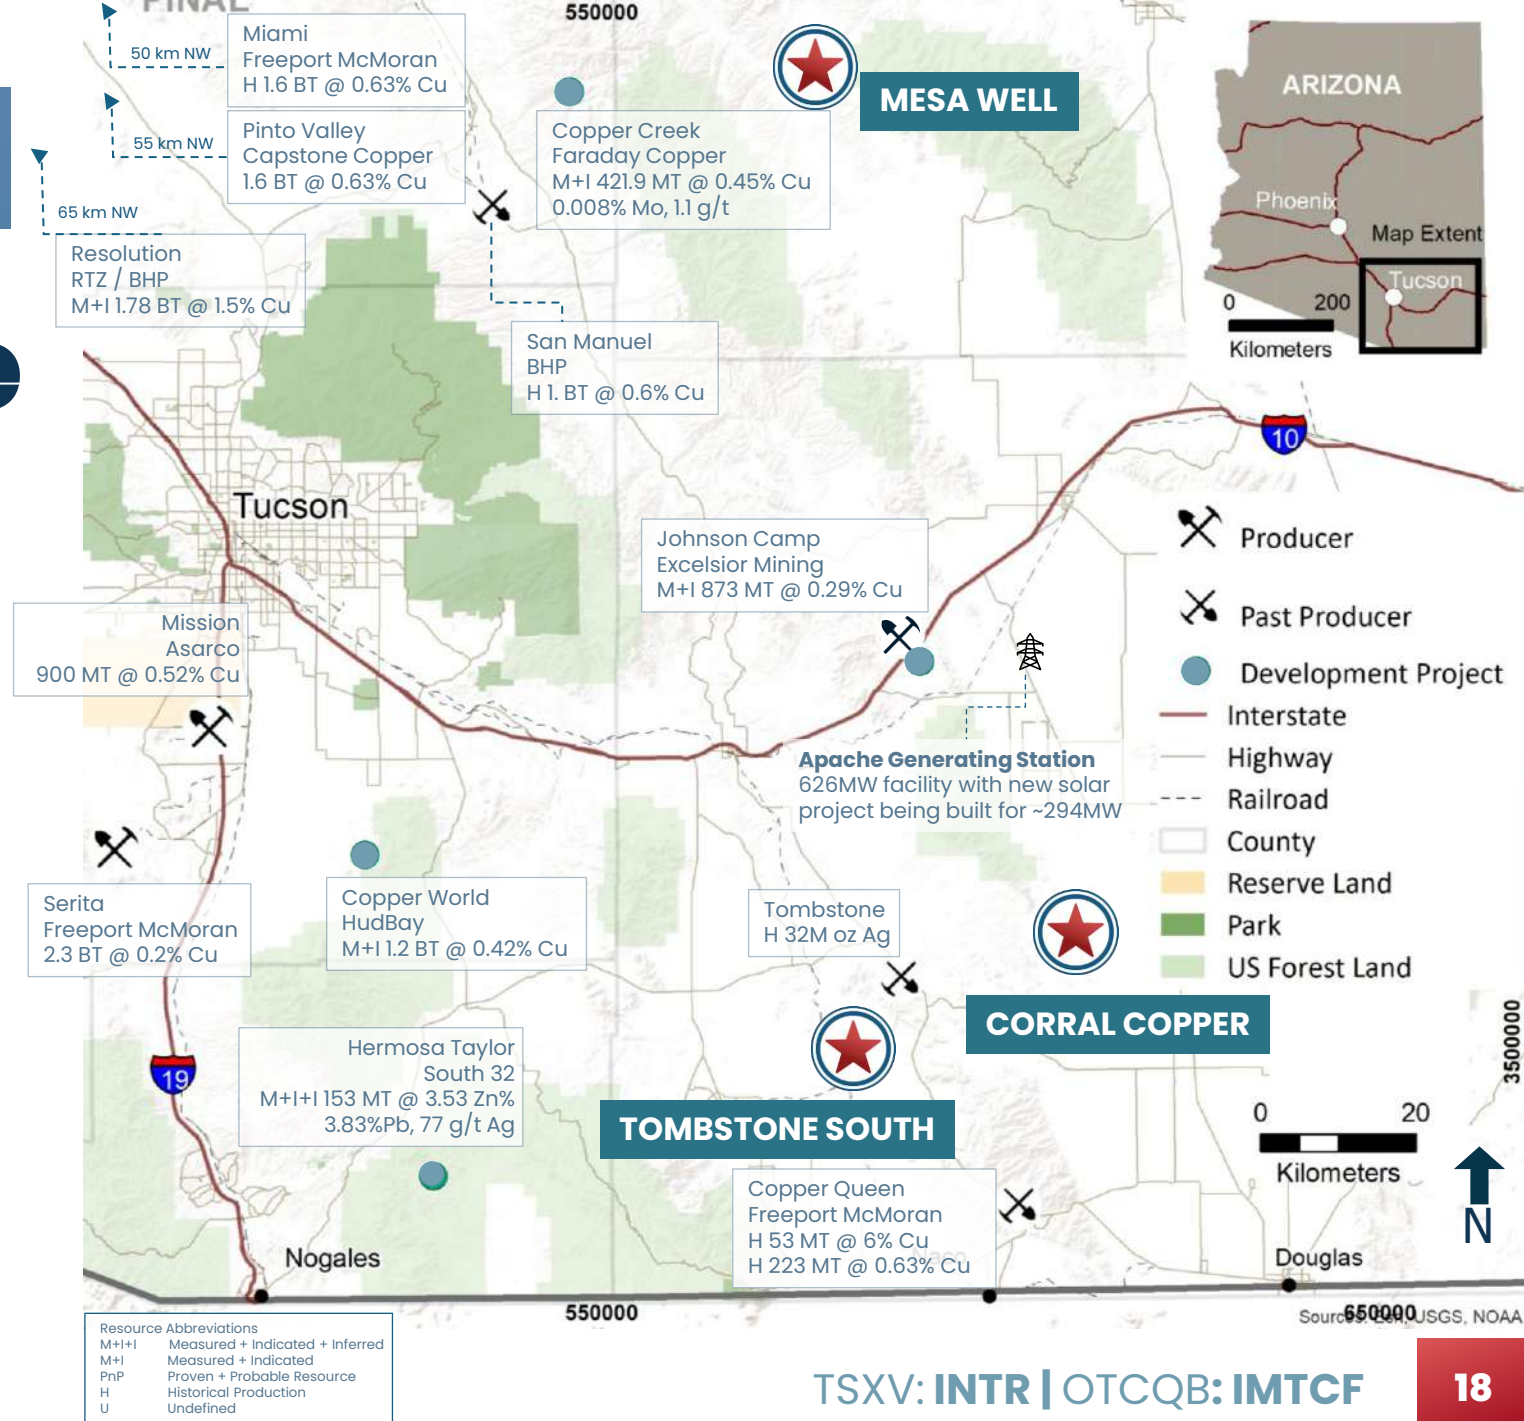 PINAL
550000
50 km NW
Miami
Freeport McMoran
H 1.6 BT @ 0.63% Cu
55 km NW
Pinto Valley
Capstone Copper
1.6 BT @ 0.63% Cu
65 km NW
Resolution
RTZ / BHP
M+I 1.78 BT @ 1.5% Cu
Copper Creek
Faraday Copper
M+I 421.9 MT @ 0.45% Cu
0.008% Mo, 1.1 g/t
MESA WELL
ARIZONA
Phoenix
Map Extent
Tucson
0 200
Kilometers
San Manuel
BHP
H 1. BT @ 0.6% Cu
10
Tucson
Johnson Camp
Excelsior Mining
M+I 873 MT @ 0.29% Cu
Mission
Asarco
900 MT @ 0.52% Cu
Apache Generating Station
626MW facility with new solar
project being built for ~294MW
Producer
Past Producer
Development Project
Interstate
Highway
Railroad
County
Reserve Land
Park
US Forest Land
Serita
Freeport McMoran
2.3 BT @ 0.2% Cu
Copper World
HudBay
M+I 1.2 BT @ 0.42% Cu
Tombstone
H 32M oz Ag
CORRAL COPPER
19
Hermosa Taylor
South 32
M+I+I 153 MT @ 3.53 Zn%
3.83%Pb, 77 g/t Ag
TOMBSTONE SOUTH
3500000
0 20
Kilometers
N
Copper Queen
Freeport McMoran
H 53 MT @ 6% Cu
H 223 MT @ 0.63% Cu
Naco
Nogales
Douglas
550000
650000
Sources: Esri, USGS, NOAA
Resource Abbreviations
M+I+I Measured + Indicated + Inferred
M+I Measured + Indicated
PnP Proven + Probable Resource
H Historical Production
U Undefined
TSXV: INTR | OTCQB: IMTCF
18